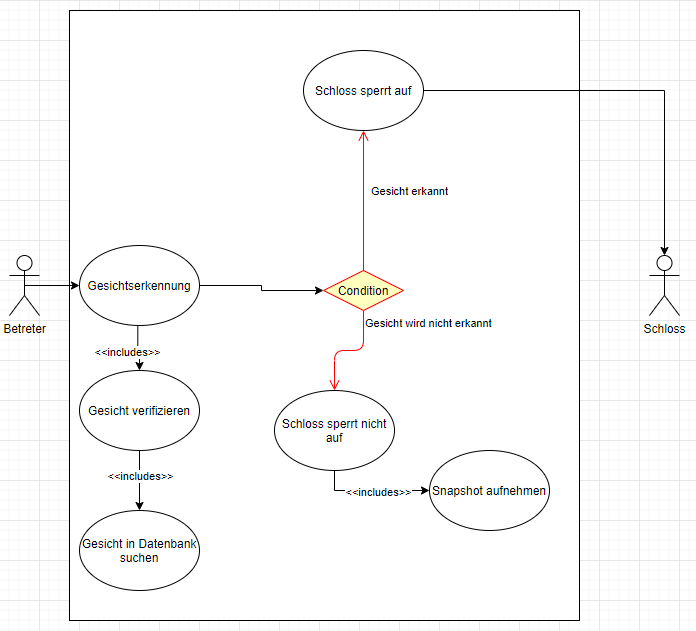 Schloss sperrt auf
Gesicht erkannt
Gesichtserkennung
Condition
Betreter
Schloss
Gesicht wird nicht erkannt
<<includes>>
Gesicht verifizieren
Schloss sperrt nicht
auf
<<includes>>
<<includes>>
Snapshot aufnehmen
Gesicht in Datenbank
suchen